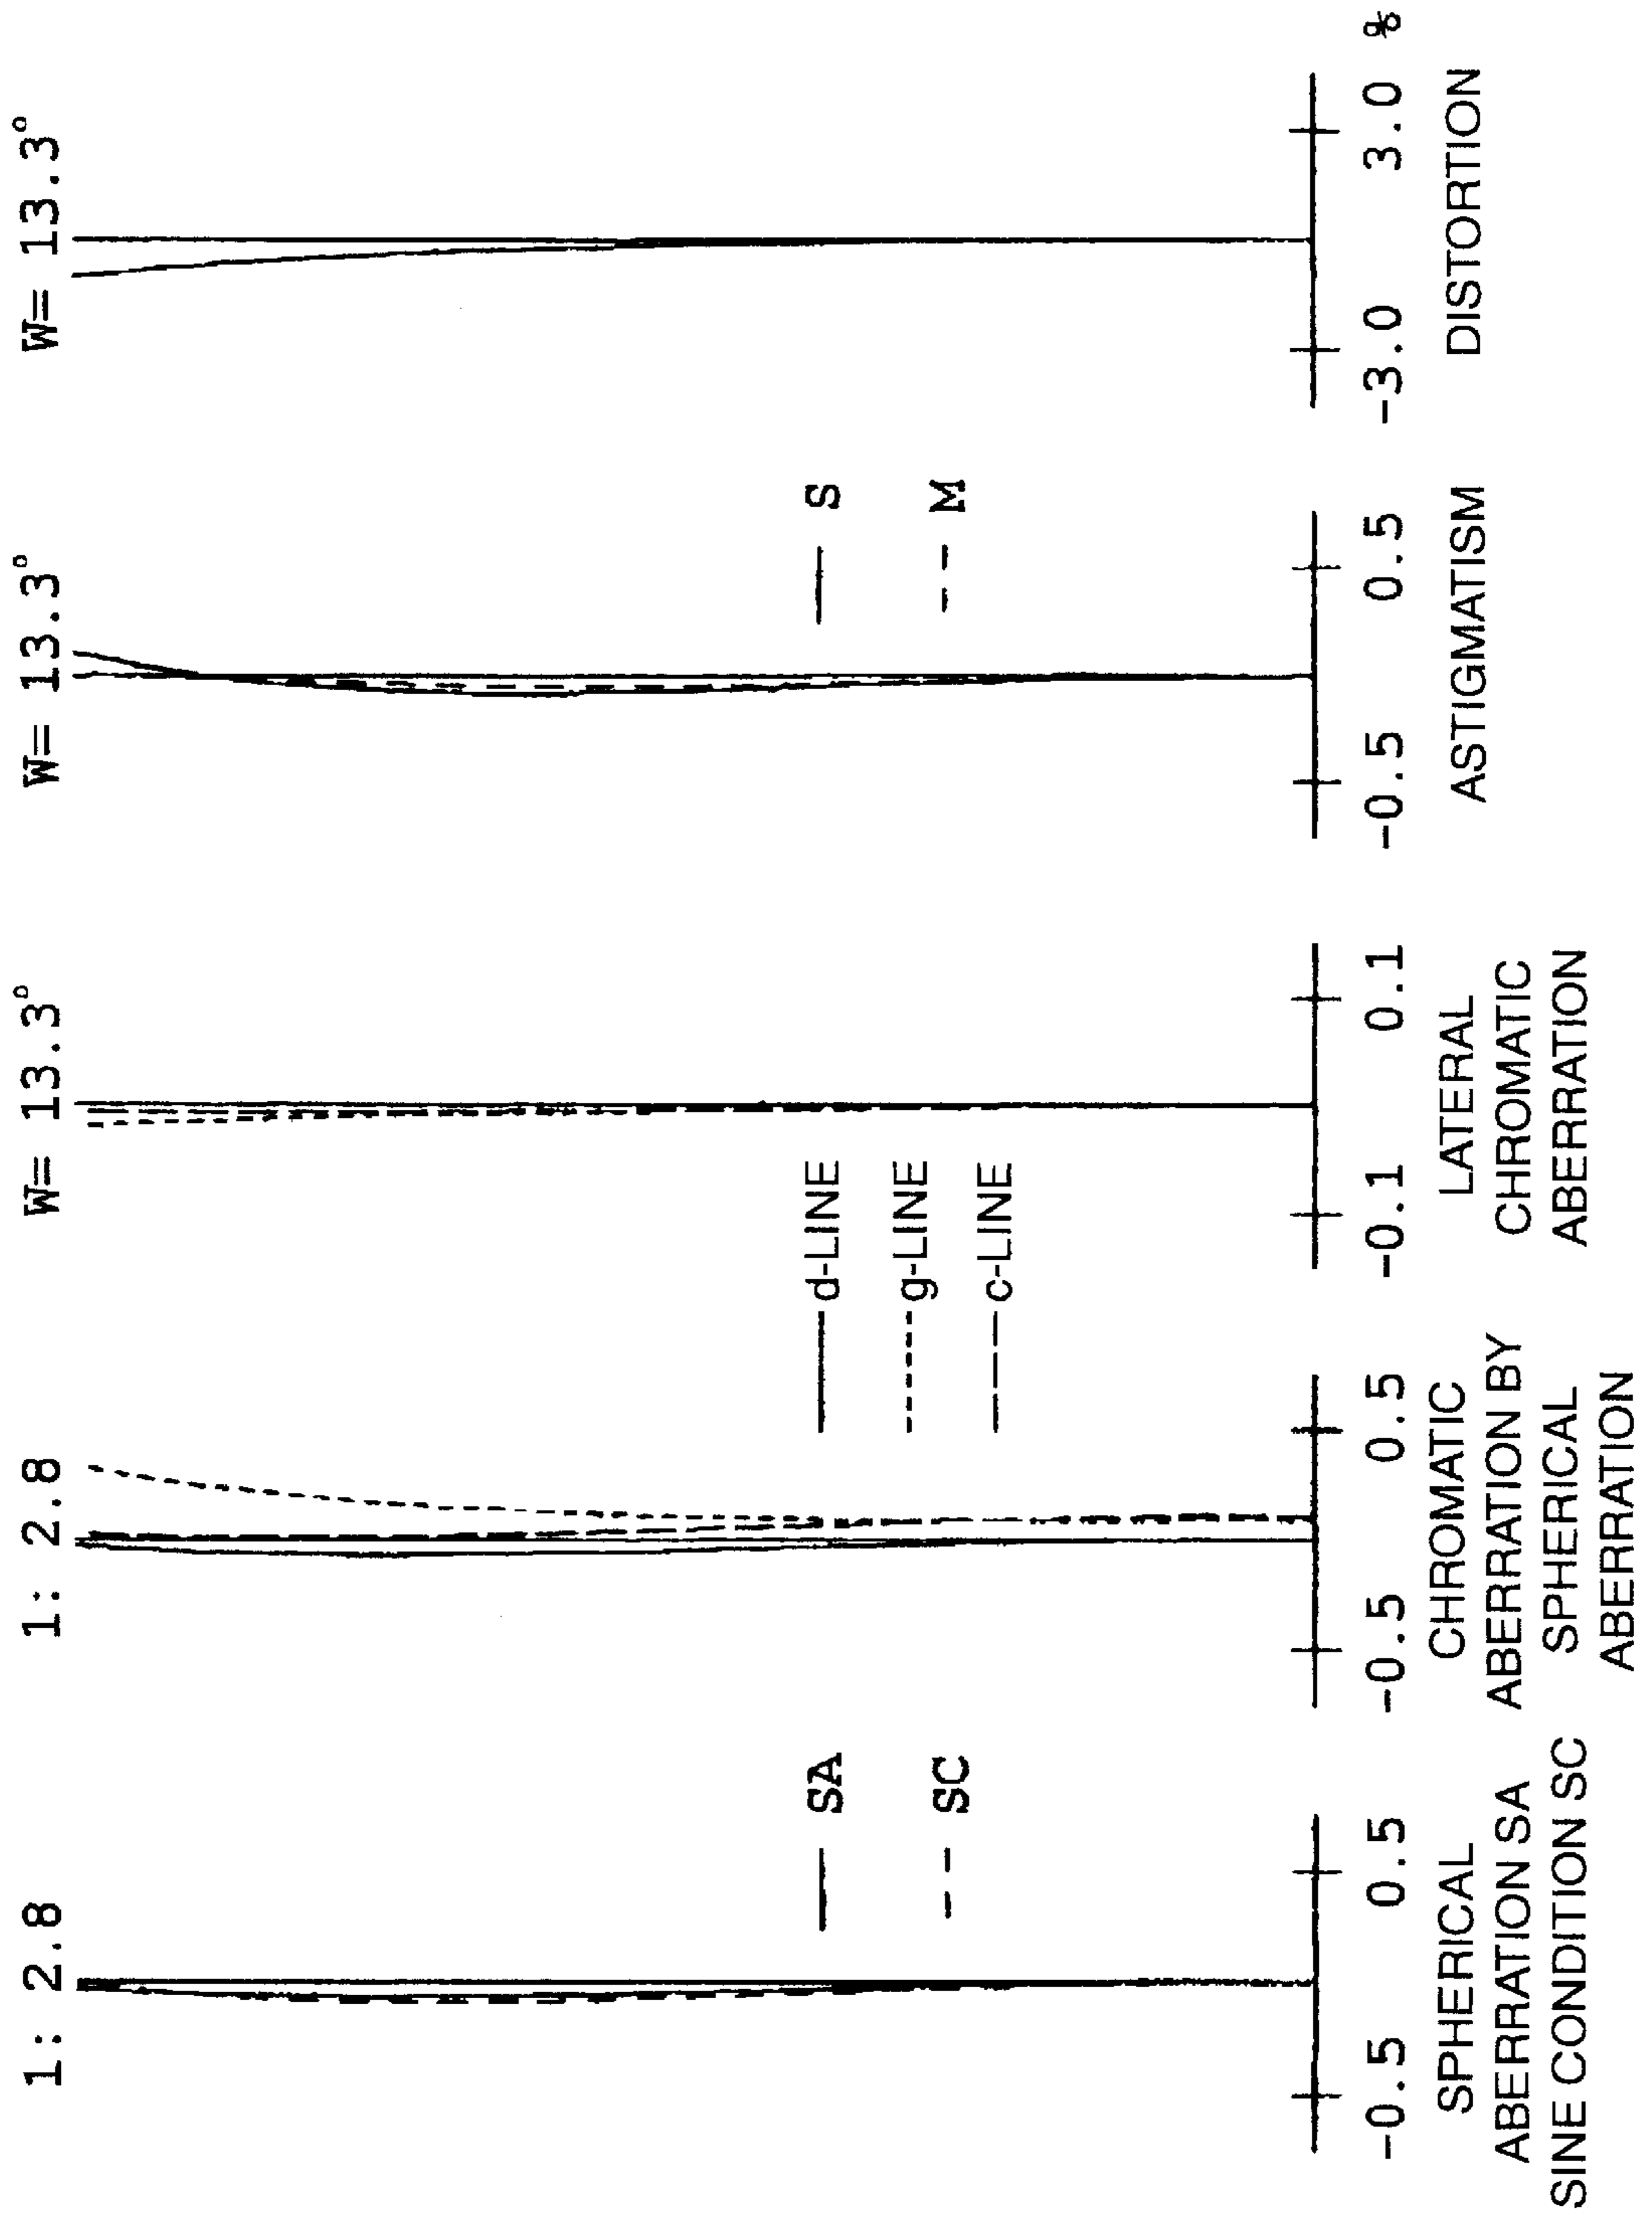 1: 2.8
SA
SC
-0.5
0.5
SPHERICAL
ABERRATION SA
SINE CONDITION SC
1: 2.8
d-LINE
g-LINE
c-LINE
-0.5
0.5
CHROMATIC
ABERRATION BY
SPHERICAL
ABERRATION
W= 13.3°
-0.1
0.1
LATERAL
CHROMATIC
ABERRATION
W= 13.3°
S
M
-0.5
0.5
ASTIGMATISM
W= 13.3°
-3.0
3.0 %
DISTORTION